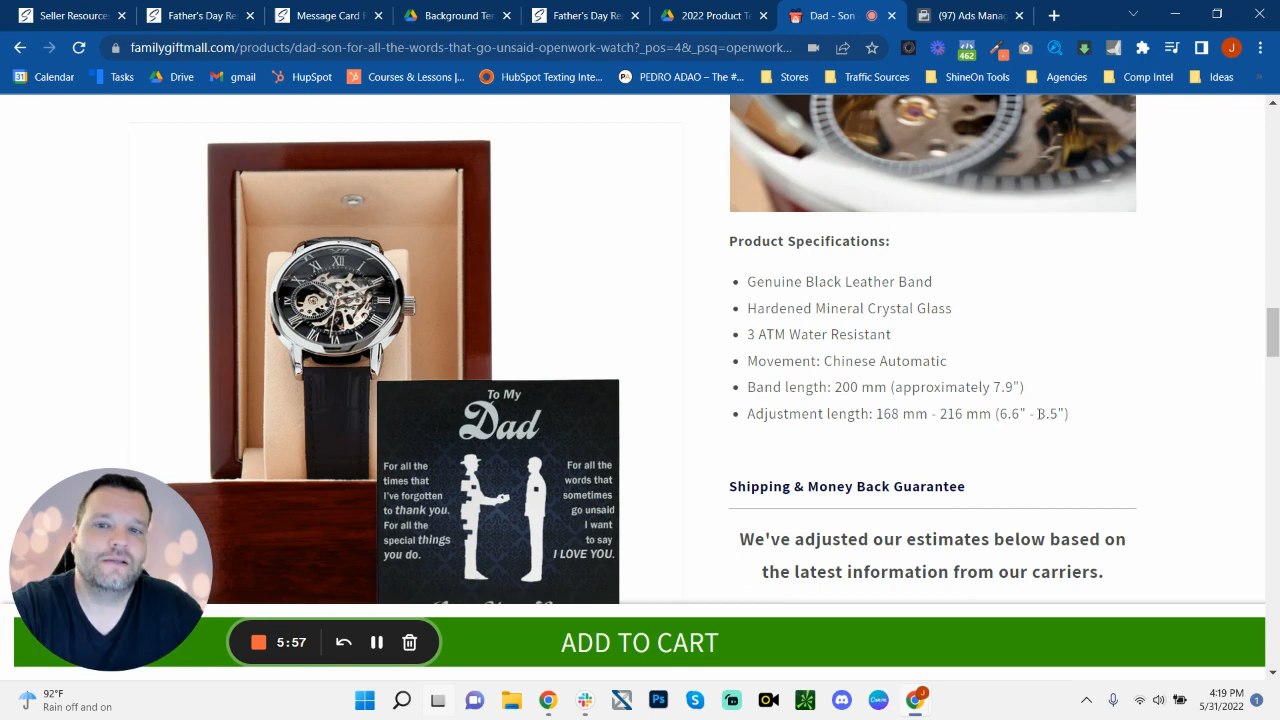 Seller Resources
Father's Day Re
Message Card
Background Ter
Father's Day Re
2022 Product T
Dad - Son
(97) Ads Mana
familygiftmall.com/products/dad-son-for-all-the-words-that-go-unsaid-openwork-watch?_pos=4&_psq=openwork...
462
J
31 Calendar
Tasks
Drive
gmail
HubSpot
Courses & Lessons |...
HubSpot Texting Inte...
PEDRO ADAO – The #...
Stores
Traffic Sources
ShineOn Tools
Agencies
Comp Intel
Ideas
Product Specifications:
Genuine Black Leather Band
Hardened Mineral Crystal Glass
3 ATM Water Resistant
Movement: Chinese Automatic
Band length: 200 mm (approximately 7.9")
Adjustment length: 168 mm - 216 mm (6.6" - 8.5")
Shipping & Money Back Guarantee
We've adjusted our estimates below based on
the latest information from our carriers.
To My
Dad
For all the
times that
I've forgotten
to thank you.
For all the
special things
you do.
For all the
words that
sometimes
go unsaid
I want
to say
I LOVE YOU.
5:57
ADD TO CART
92°F
Rain off and on
Ps
4:19 PM
5/31/2022
1